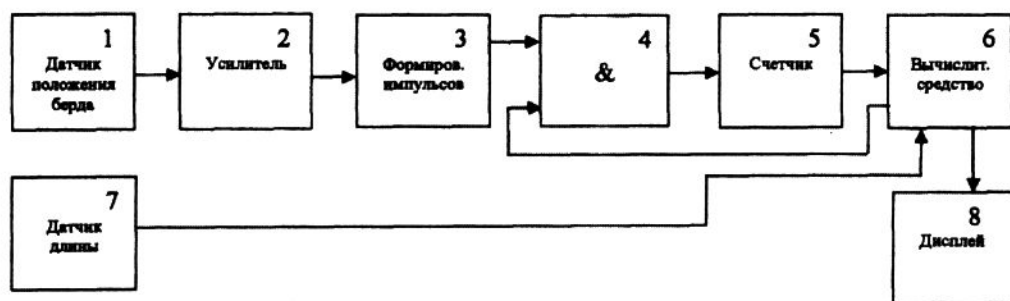 1
Датчик
положения
берда
2
Усилитель
3
Формиров.
импульсов
4
&
5
Счетчик
6
Вычислит.
средство
7
Датчик
длины
8
Дисплей